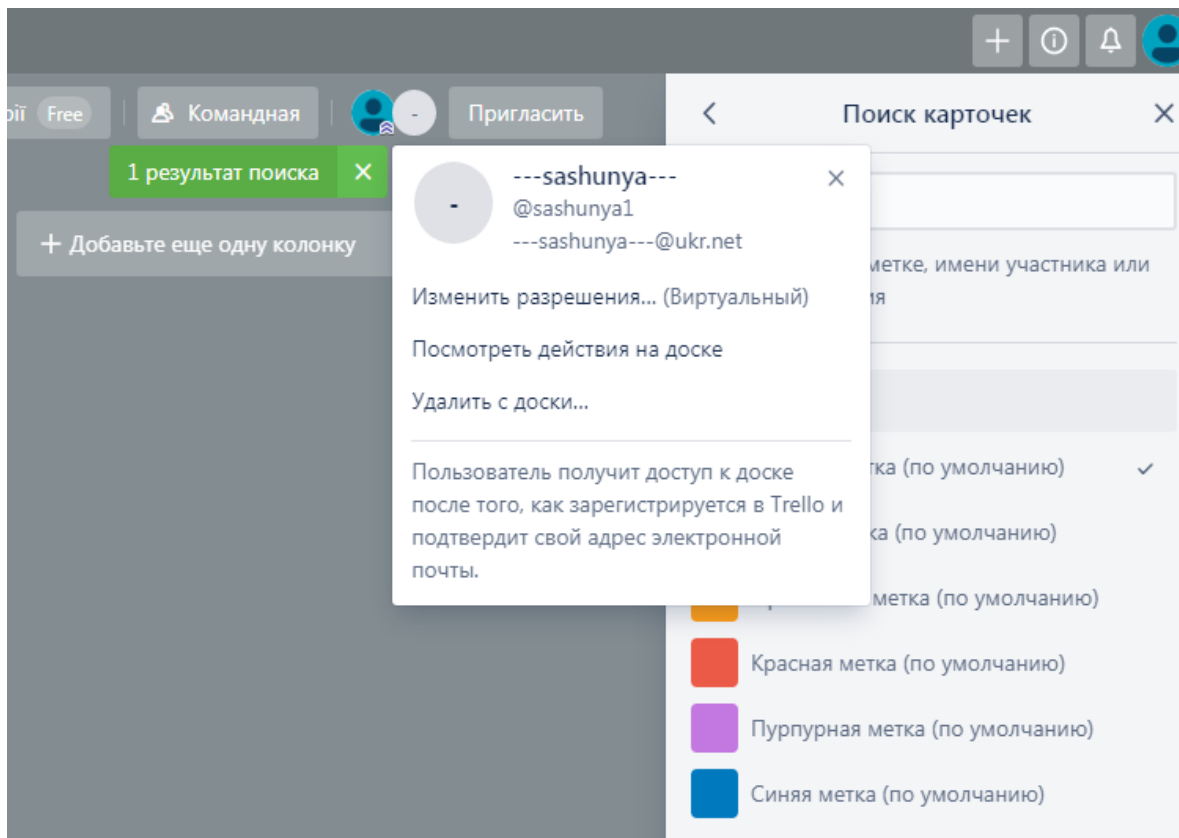 рії Free
Командная
-
Пригласить
1 результат поиска
+ Добавьте еще одну колонку
-
---sashunya---
@sashunya1
---sashunya---@ukr.net
Изменить разрешения... (Виртуальный)
Посмотреть действия на доске
Удалить с доски...
Пользователь получит доступ к доске
после того, как зарегистрируется в Trello и
подтвердит свой адрес электронной
почты.
Поиск карточек
метке, имени участника или
ия
тка (по умолчанию)
ка (по умолчанию)
метка (по умолчанию)
Красная метка (по умолчанию)
Пурпурная метка (по умолчанию)
Синяя метка (по умолчанию)